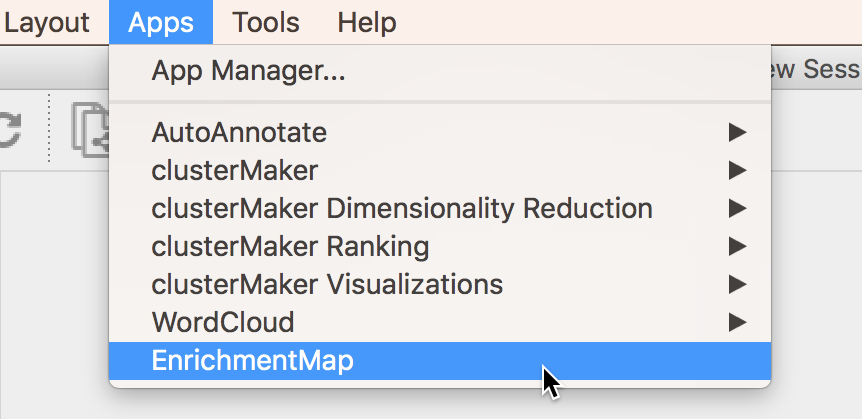 Layout Apps Tools Help
ew Sess
App Manager...
AutoAnnotate
clusterMaker
clusterMaker Dimensionality Reduction
clusterMaker Ranking
clusterMaker Visualizations
WordCloud
EnrichmentMap